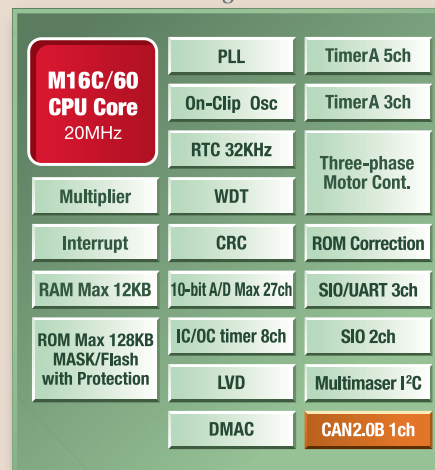 M16C/60
CPU Core
20MHz
Multiplier
Interrupt
RAM Max 12KB
ROM Max 128KB
MASK/Flash
with Protection
PLL
On-Clip Osc
RTC 32KHz
WDT
CRC
10-bit A/D Max 27ch
IC/OC timer 8ch
LVD
DMAC
TimerA 5ch
TimerA 3ch
Three-phase
Motor Cont.
ROM Correction
SIO/UART 3ch
SIO 2ch
Multimaser I²C
CAN2.0B 1ch